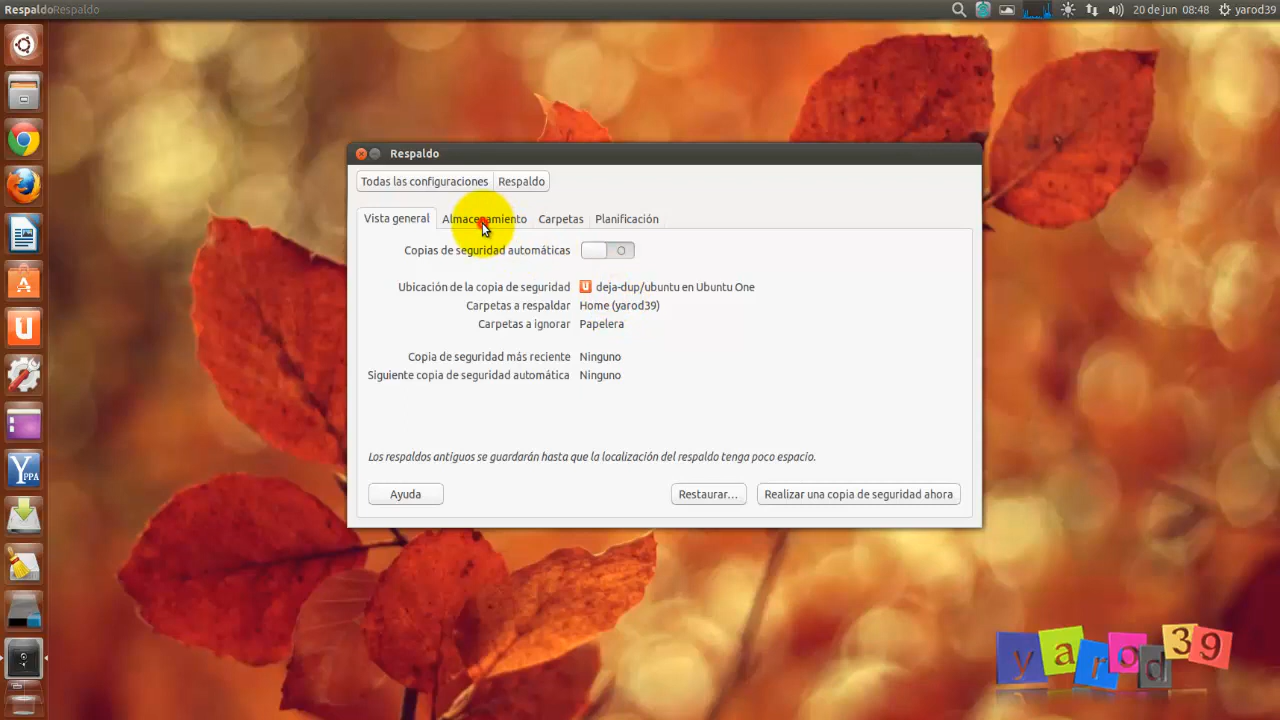 RespaldoRespaldo
20 de jun 08:48 yarod39
Respaldo
Todas las configuraciones Respaldo
Vista general Almacenamiento Carpetas Planificación
Copias de seguridad automáticas
Ubicación de la copia de seguridad deja-dup/ubuntu en Ubuntu One
Carpetas a respaldar Home (yarod39)
Carpetas a ignorar Papelera
Copia de seguridad más reciente Ninguno
Siguiente copia de seguridad automática Ninguno
Los respaldos antiguos se guardarán hasta que la localización del respaldo tenga poco espacio.
Ayuda Restaurar... Realizar una copia de seguridad ahora
YPPA
yarod39